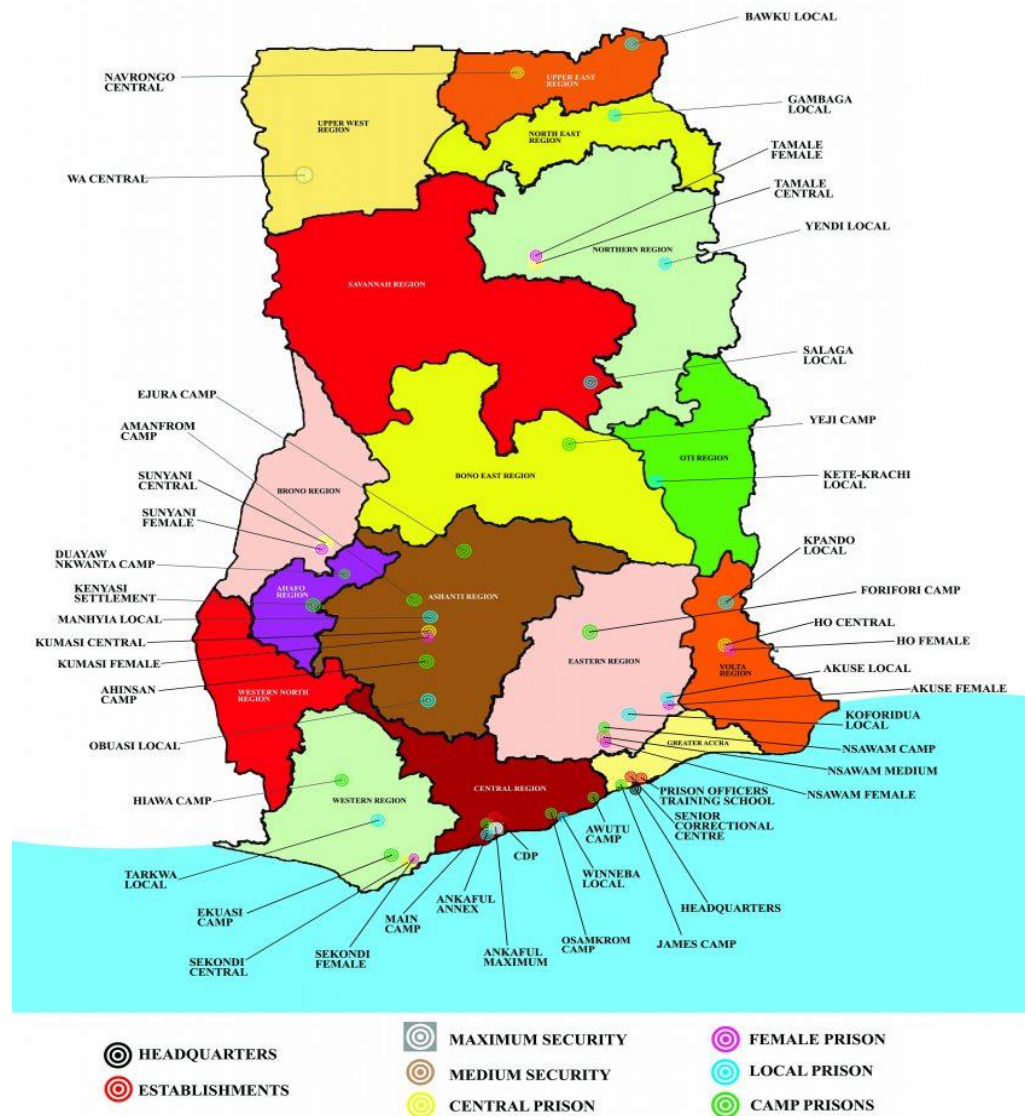 BAWKU LOCAL
NAVRONGO
CENTRAL
UPPER EAST
REGION
GAMBAGA
LOCAL
UPPER WEST
REGION
NORTH EAST
REGION
TAMALE
FEMALE
WA CENTRAL
TAMALE
CENTRAL
YENDI LOCAL
NORTHERN REGION
SAVANNAH REGION
SALAGA
LOCAL
EJURA CAMP
AMANFROM
CAMP
YEJI CAMP
OTI REGION
SUNYANI
CENTRAL
BRONO REGION
BONO EAST REGION
KETE-KRACHI
LOCAL
SUNYANI
FEMALE
KPANDO
LOCAL
DUAYAW
NKWANTA CAMP
KENYASI
SETTLEMENT
AHAFO
REGION
ASHANTI REGION
FORIFORI CAMP
MANHYIA LOCAL
HO CENTRAL
KUMASI CENTRAL
HO FEMALE
KUMASI FEMALE
EASTERN REGION
VOLTA
REGION
AKUSE LOCAL
AHINSAN
CAMP
WESTERN NORTH
REGION
AKUSE FEMALE
KOFORIDUA
LOCAL
OBUASI LOCAL
GREATER ACCRA
NSAWAM CAMP
NSAWAM MEDIUM
HIAWA CAMP
WESTERN REGION
CENTRAL REGION
PRISON OFFICERS
TRAINING SCHOOL
NSAWAM FEMALE
SENIOR
CORRECTIONAL
CENTRE
AWUTU
CAMP
CDP
WINNEBA
LOCAL
TARKWA
LOCAL
EKUASI
CAMP
MAIN
CAMP
ANKAFUL
ANNEX
HEADQUARTERS
SEKONDI
CENTRAL
SEKONDI
FEMALE
ANKAFUL
MAXIMUM
OSAMKROM
CAMP
JAMES CAMP
HEADQUARTERS
ESTABLISHMENTS
MAXIMUM SECURITY
MEDIUM SECURITY
CENTRAL PRISON
FEMALE PRISON
LOCAL PRISON
CAMP PRISONS